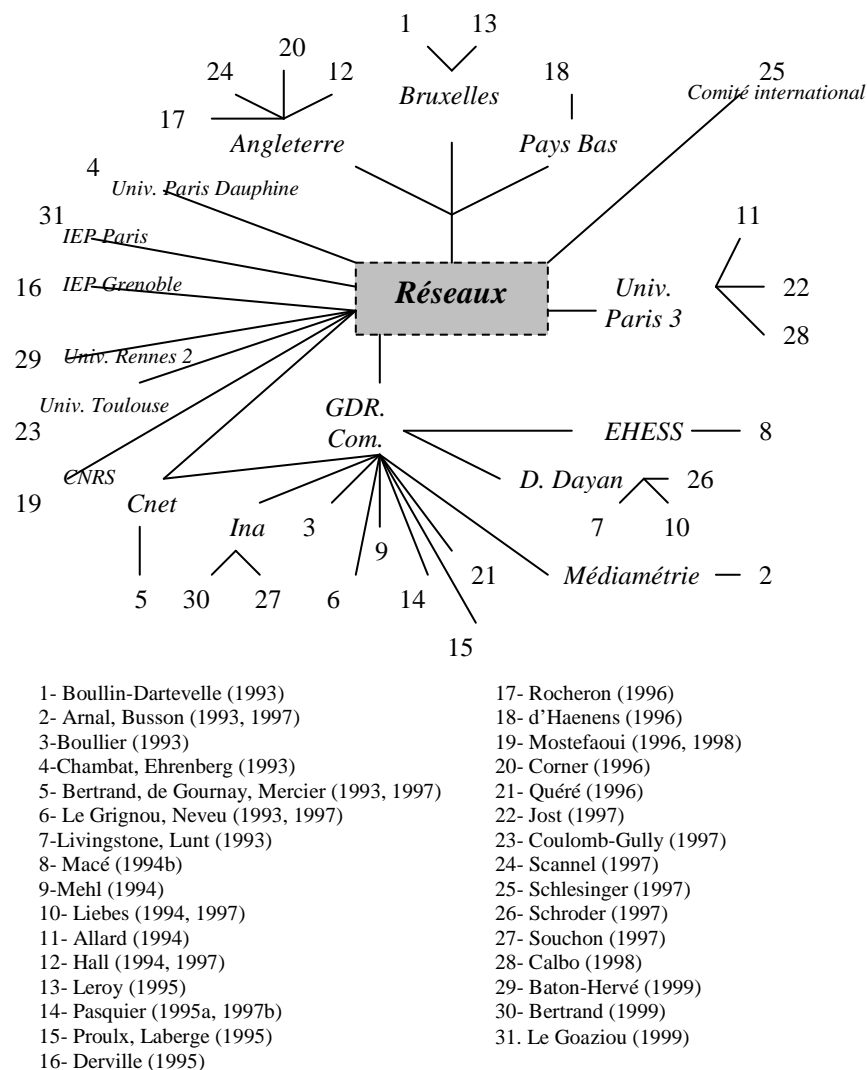 1 13
20
24 12 18 25
Bruxelles Comité international
17
Angleterre Pays Bas
4
Univ. Paris Dauphine
31 11
IEP Paris
16 IEP Grenoble Réseaux Univ. 22
Paris 3
28
29 Univ. Rennes 2
Univ. Toulouse GDR.
23 Com. EHESS 8
CNRS D. Dayan 26
19 Cnet
Ina 3 7 10
9
5 30 27 6 14 21 Médiamétrie 2
15
1- Boullin-Dartevelle (1993)
2- Arnal, Busson (1993, 1997)
3-Boullier (1993)
4-Chambat, Ehrenberg (1993)
5- Bertrand, de Gournay, Mercier (1993, 1997)
6- Le Grignou, Neveu (1993, 1997)
7-Livingstone, Lunt (1993)
8- Macé (1994b)
9-Mehl (1994)
10- Liebes (1994, 1997)
11- Allard (1994)
12- Hall (1994, 1997)
13- Leroy (1995)
14- Pasquier (1995a, 1997b)
15- Proulx, Laberge (1995)
16- Derville (1995)
17- Rocheron (1996)
18- d’Haenens (1996)
19- Mostefaoui (1996, 1998)
20- Corner (1996)
21- Quéré (1996)
22- Jost (1997)
23- Coulomb-Gully (1997)
24- Scannel (1997)
25- Schlesinger (1997)
26- Schroder (1997)
27- Souchon (1997)
28- Calbo (1998)
29- Baton-Hervé (1999)
30- Bertrand (1999)
31. Le Goaziou (1999)